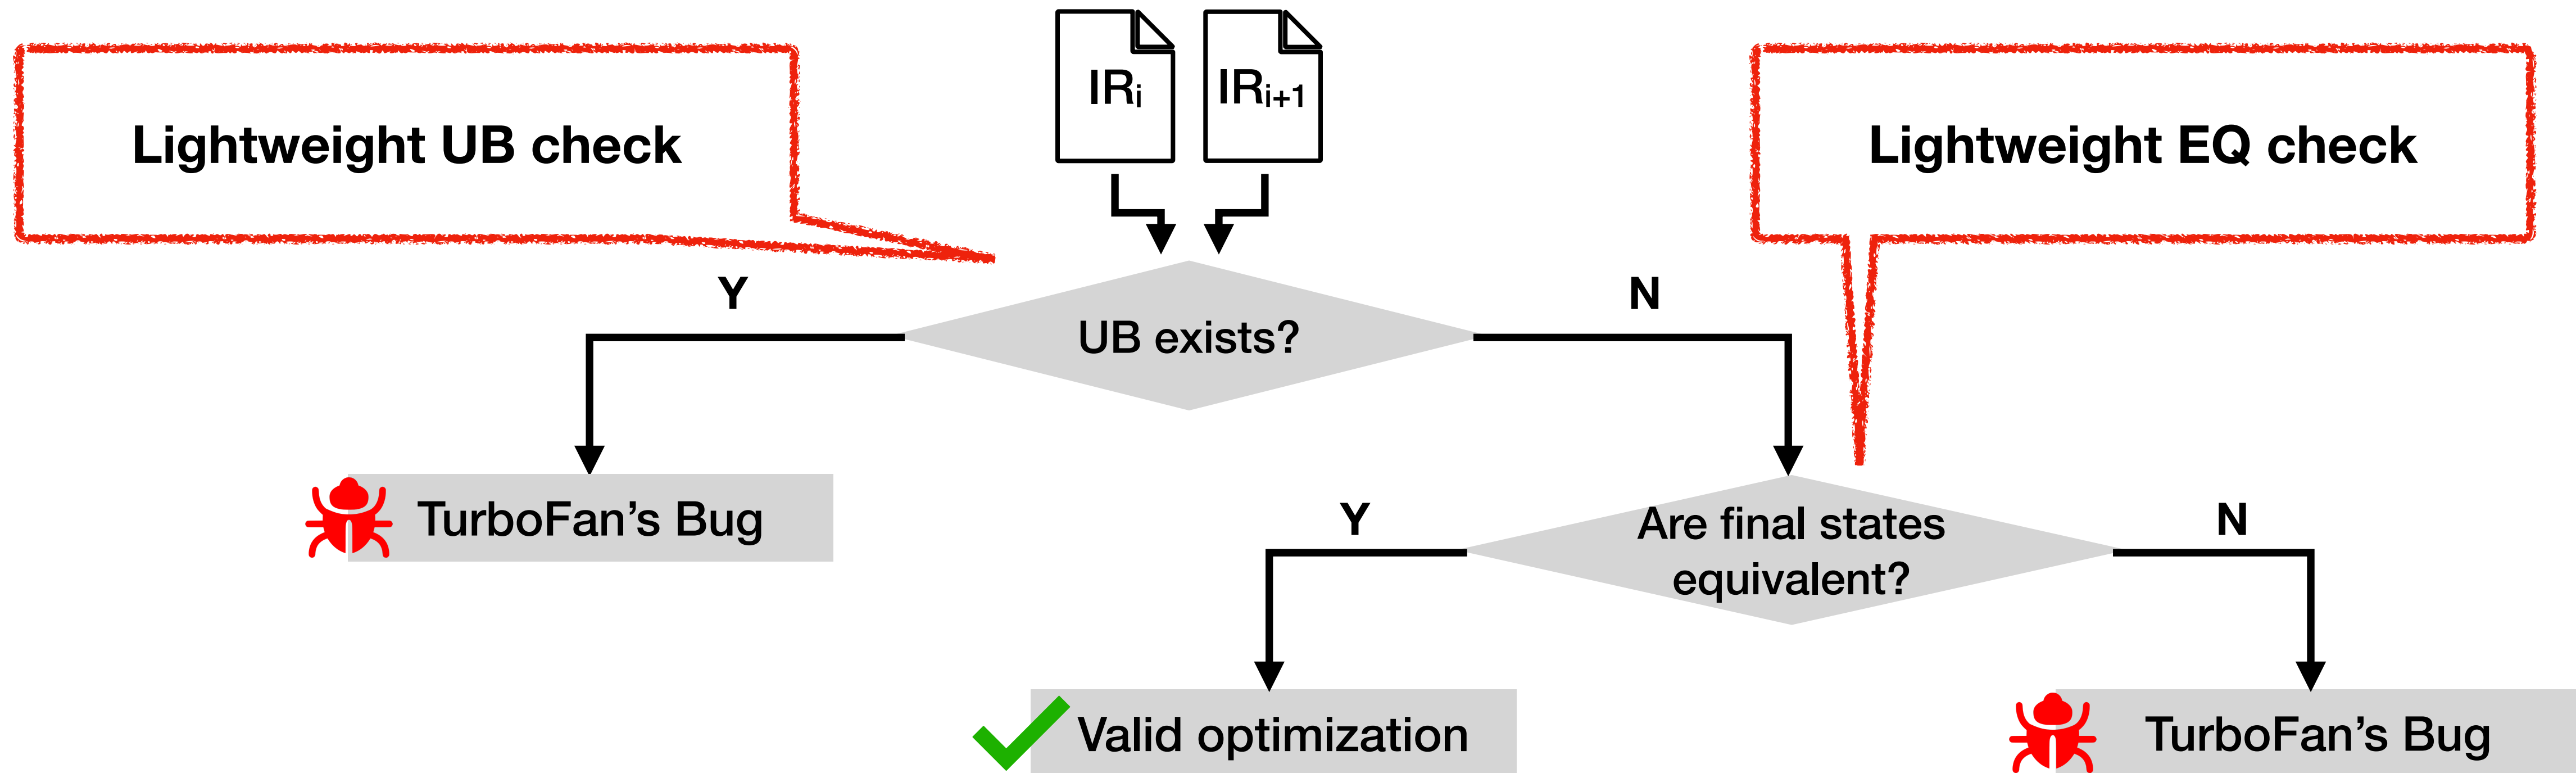 IRi
IRi+1
Lightweight UB check
Lightweight EQ check
Y
N
UB exists?
TurboFan’s Bug
Y
Are final states
equivalent?
N
Valid optimization
TurboFan’s Bug